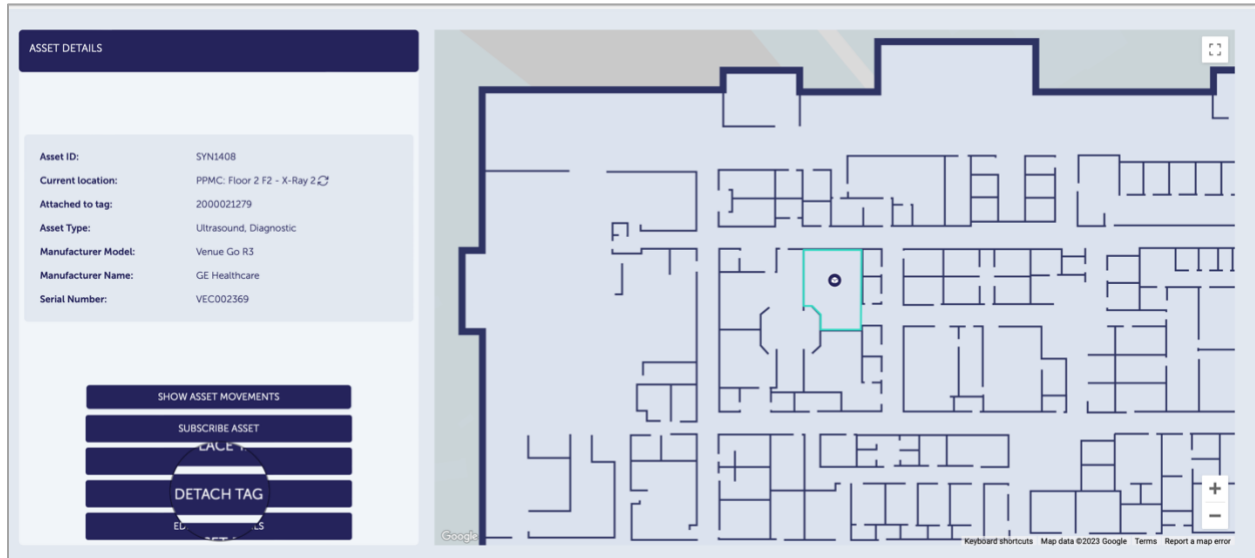 ASSET DETAILS
Asset ID: SYN1408
Current location: PPMC: Floor 2 F2 - X-Ray 2
Attached to tag: 2000021279
Asset Type: Ultrasound, Diagnostic
Manufacturer Model: Venue Go R3
Manufacturer Name: GE Healthcare
Serial Number: VEC002369
SHOW ASSET MOVEMENTS
SUBSCRIBE ASSET
DETACH TAG
Google
Keyboard shortcuts Map data ©2023 Google Terms Report a map error